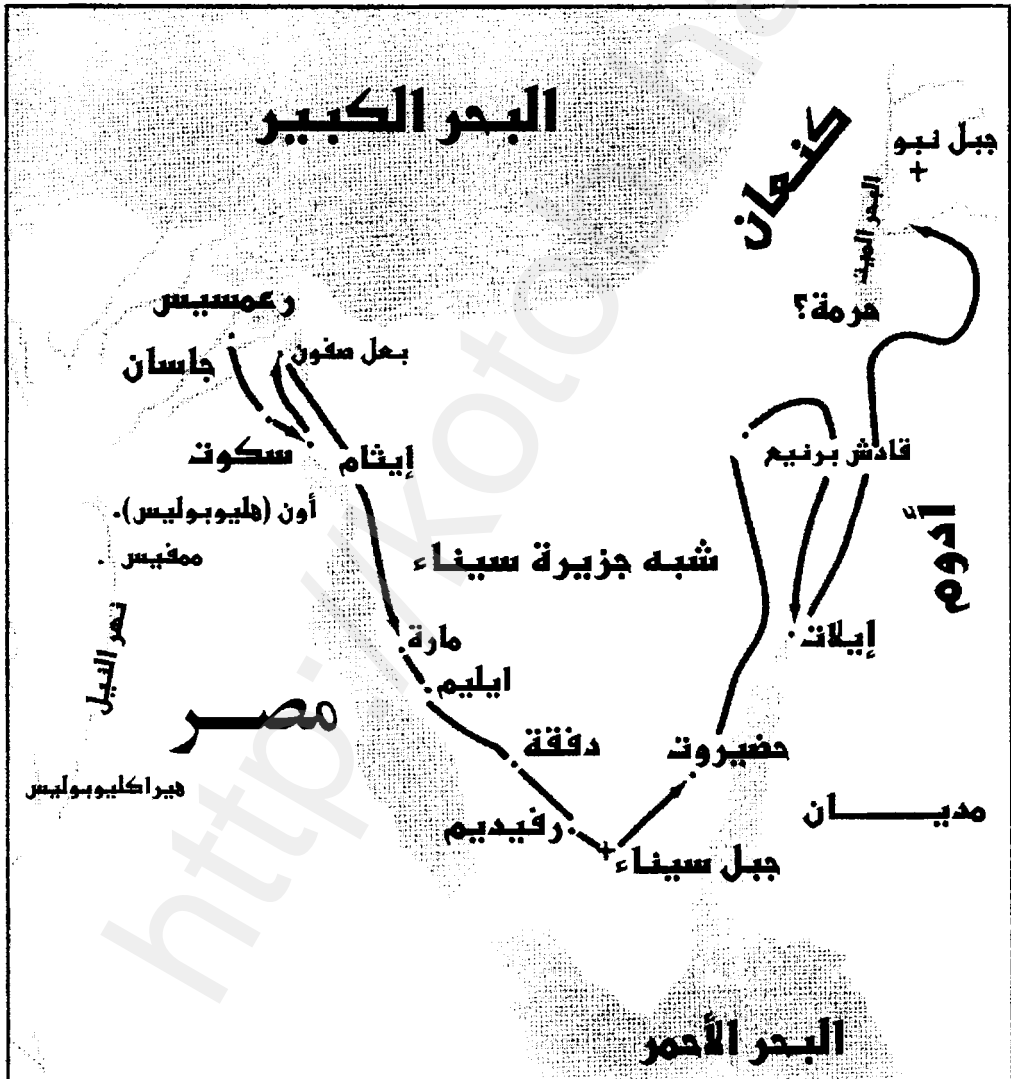 البحر الكبير
كنعان
جبل نبو
البحر الميت
هرمة؟
رعمسيس
بعل صفون
جاسان
سكوت
إيثام
قادش برنيع
أون (هليوبوليس).
ممفيس .
شبه جزيرة سيناء
أدوم
نهر النيل
مارة
إيلات
ايليم
مصر
دفقة
حضيروت
هيراكليوبوليس
مديان
رفيديم
جبل سيناء
البحر الأحمر